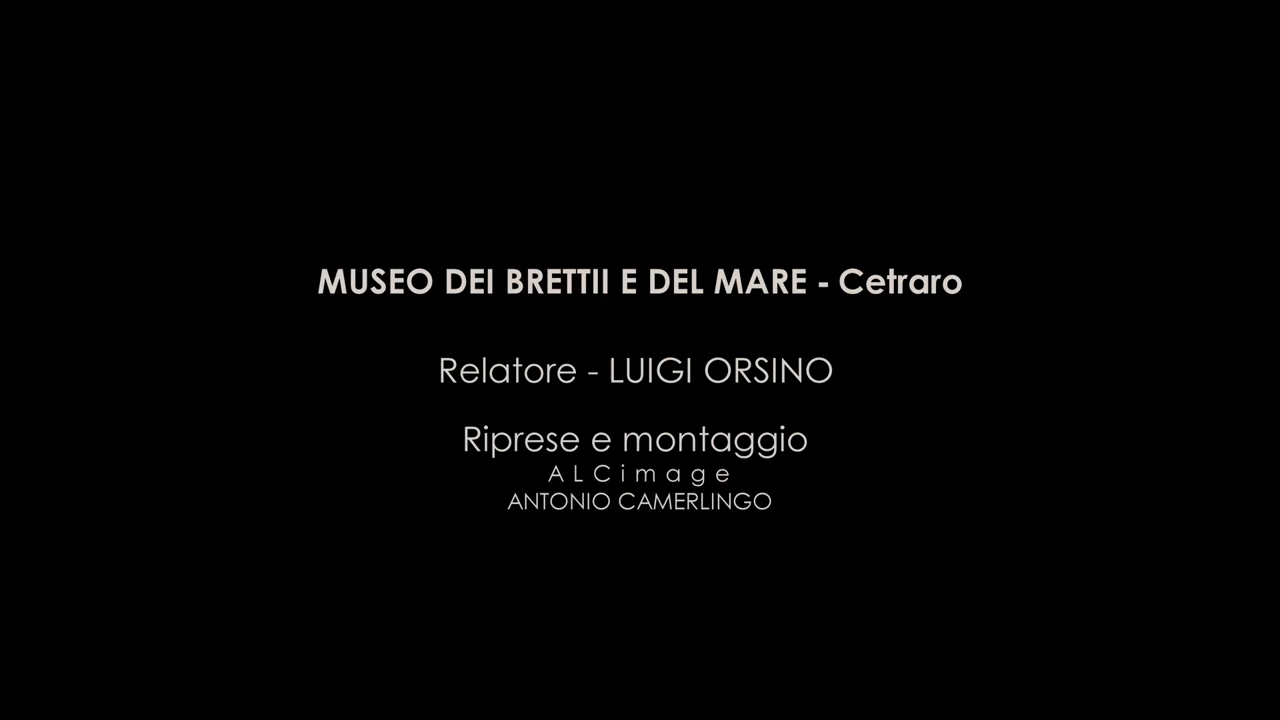 MUSEO DEI BRETTII E DEL MARE - Cetraro
Relatore - LUIGI ORSINO
Riprese e montaggio
A L C i m a g e
ANTONIO CAMERLINGO